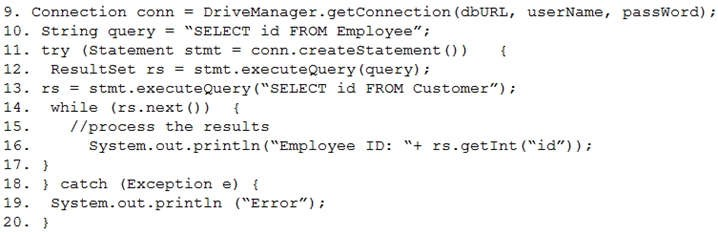 9. Connection conn = DriveManager.getConnection(dbURL, userName, passWord);
10. String query = “SELECT id FROM Employee”;
11. try (Statement stmt = conn.createStatement()) {
12. ResultSet rs = stmt.executeQuery(query);
13. rs = stmt.executeQuery(“SELECT id FROM Customer”);
14. while (rs.next()) {
15. //process the results
16. System.out.println(“Employee ID: “+ rs.getInt(“id”));
17. }
18. } catch (Exception e) {
19. System.out.println (“Error”);
20. }